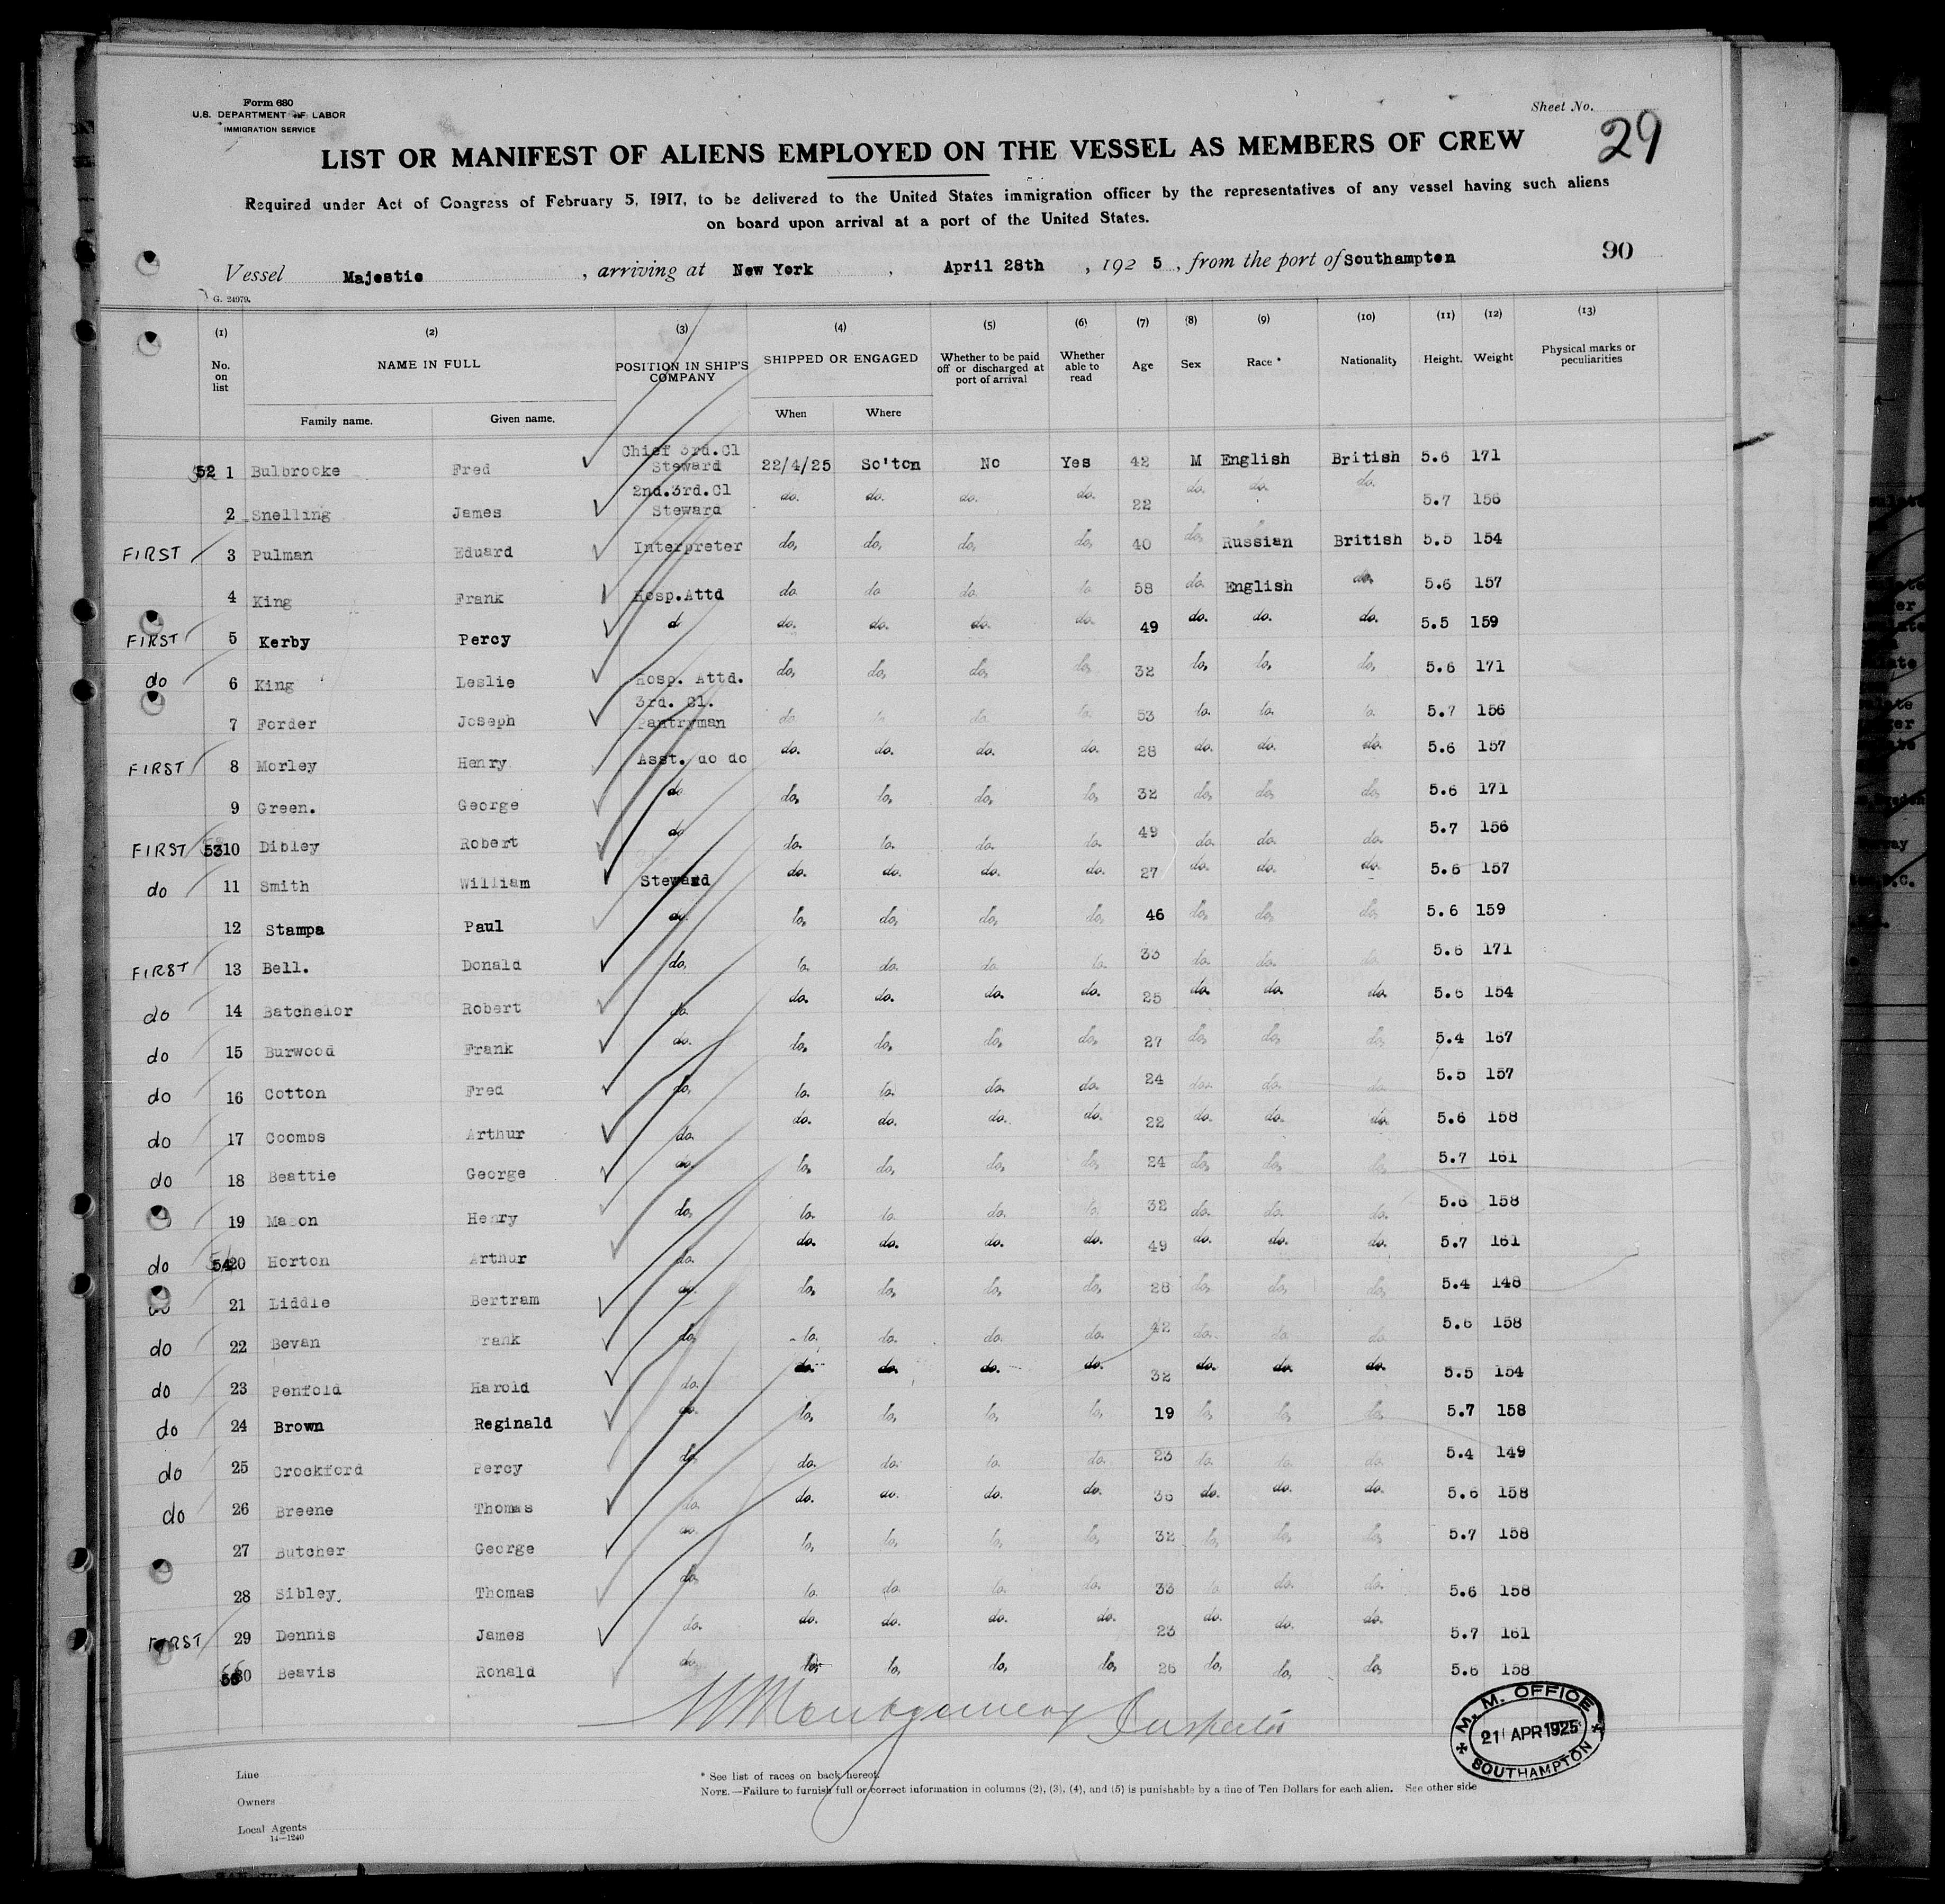 Form 680
U.S. DEPARTMENT OF LABOR
IMMIGRATION SERVICE
Sheet No.
29
LIST OR MANIFEST OF ALIENS EMPLOYED ON THE VESSEL AS MEMBERS OF CREW
Required under Act of Congress of February 5, 1917, to be delivered to the United States immigration officer by the representatives of any vessel having such aliens
on board upon arrival at a port of the United States.
90
Vessel Majestic, arriving at New York, April 28th, 192 5, from the port of Southampton
G. 24979.
(1) (2) (3) (4) (5) (6) (7) (8) (9) (10) (11) (12) (13)
No. on list NAME IN FULL POSITION IN SHIP'S COMPANY SHIPPED OR ENGAGED Whether to be paid off or discharged at port of arrival Whether able to read Age Sex Race * Nationality Height. Weight Physical marks or peculiarities
Family name. Given name. When Where
52 1 Bulbrooke Fred Chief 3rd.Cl Steward 22/4/25 So'ton No Yes 42 M English British 5.6 171
2 Snelling James 2nd.3rd.Cl Steward do. do. do. do. 22 do. do. do. 5.7 156
FIRST 3 Pulman Eduard Interpreter do, do, do, do, 40 do, Russian British 5.5 154
4 King Frank Hosp.Attd do do do. do 58 do. English do. 5.6 157
FIRST 5 Kerby Percy d do. do. do. do. 49 do. do. do. 5.5 159
do 6 King Leslie Hosp. Attd. do, do, do, do, 32 do, do, do, 5.6 171
7 Forder Joseph 3rd. Cl. Pantryman do do do. do. 53 do. do. do. 5.7 156
FIRST 8 Morley Henry Asst. do do do. do. do. do. 28 do. do. do. 5.6 157
9 Green. George do do, do, do, do, 32 do, do, do, 5.6 171
FIRST 53 10 Dibley Robert do do. do. do. do. 49 do. do. do. 5.7 156
do 11 Smith William Steward do. do. do. do. 27 do. do. do. 5.6 157
12 Stampa Paul do. do, do, do, do, 46 do, do, do, 5.6 159
FIRST 13 Bell. Donald do, do. do. do. do. 33 do. do. do. 5.6 171
do 14 Batchelor Robert do. do. do. do. do. 25 do. do. do. 5.6 154
do 15 Burwood Frank do. do, do, do, do, 27 do, do, do, 5.4 167
do 16 Cotton Fred do, do. do. do. do. 24 do. do. do. 5.5 157
do 17 Coombs Arthur do. do. do. do. do. 22 do. do. do. 5.6 158
do 18 Beattie George do. do, do, do, do, 24 do, do, do, 5.7 161
19 Mason Henry do, do. do. do. do. 32 do. do. do. 5.6 158
do 54 20 Horton Arthur do. do. do. do. do. 49 do. do. do. 5.7 161
do 21 Liddle Bertram do. do, do, do, do, 28 do, do, do, 5.4 148
do 22 Bevan rank do, do. do. do. do. 42 do. do. do. 5.6 158
do 23 Penfold Harold do. do. do. do. do. 32 do. do. do. 5.5 154
do 24 Brown Reginald do. do, do, do, do, 19 do, do, do, 5.7 158
do 25 Crockford Percy do. do. do. do. do. 23 do. do. do. 5.4 149
do 26 Breene Thomas do. do. do. do. do. 36 do. do. do. 5.6 158
27 Butcher George do. do, do, do, do, 32 do, do, do, 5.7 158
28 Sibley. Thomas do, do. do. do. do. 33 do do. do. 5.6 158
FIRST 29 Dennis James do. do. do. do. do. 23 do. do. do. 5.7 161
55 30 Beavis Ronald do, do, do, do, do, 26 do, do, do, 5.6 158
Montgomery Inspector
M. M. OFFICE
21 APR 1925
SOUTHAMPTON
Line
Owners
Local Agents
14—1240
* See list of races on back hereof.
NOTE.—Failure to furnish full or correct information in columns (2), (3), (4), and (5) is punishable by a fine of Ten Dollars for each alien. See other side